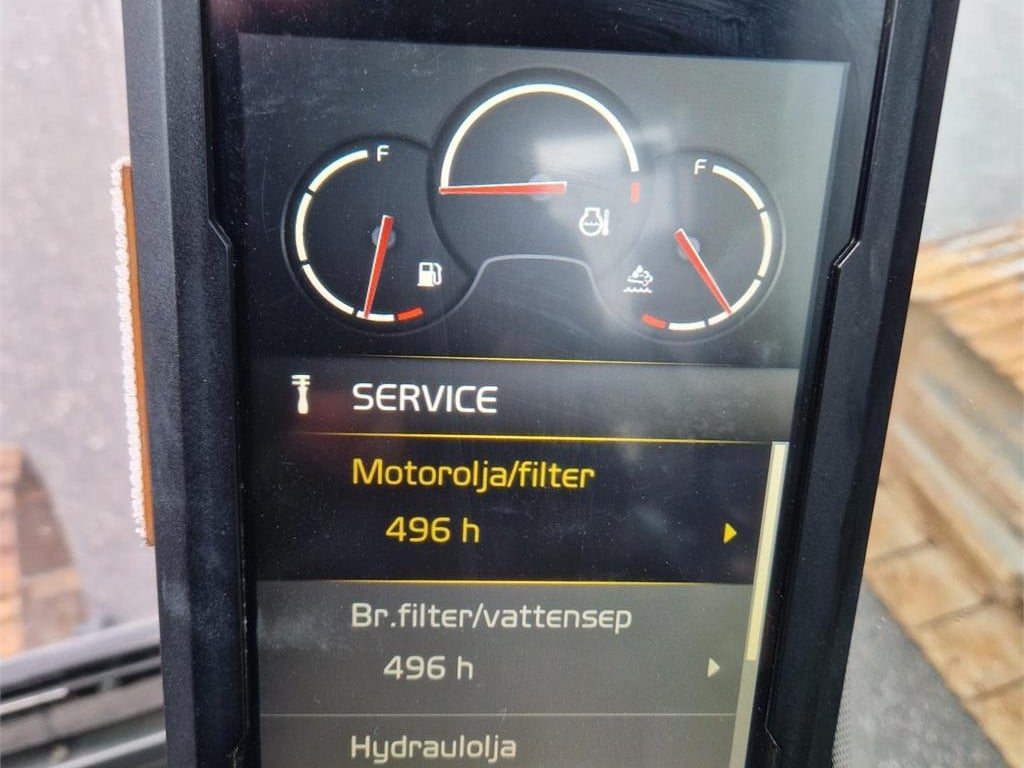 F
F
SERVICE
Motorolja/filter
496 h
Br.filter/vattensep
496 h
Hydraulolja